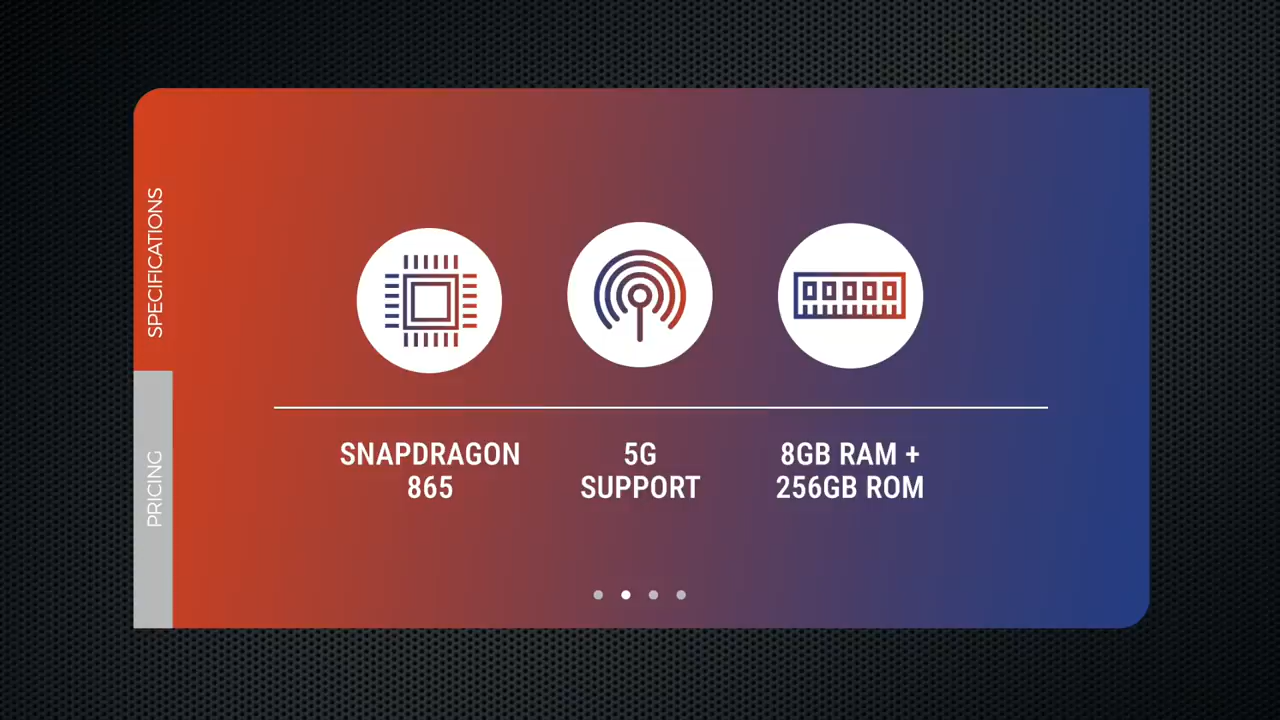 SPECIFICATIONS
PRICING
SNAPDRAGON
865
5G
SUPPORT
8GB RAM +
256GB ROM